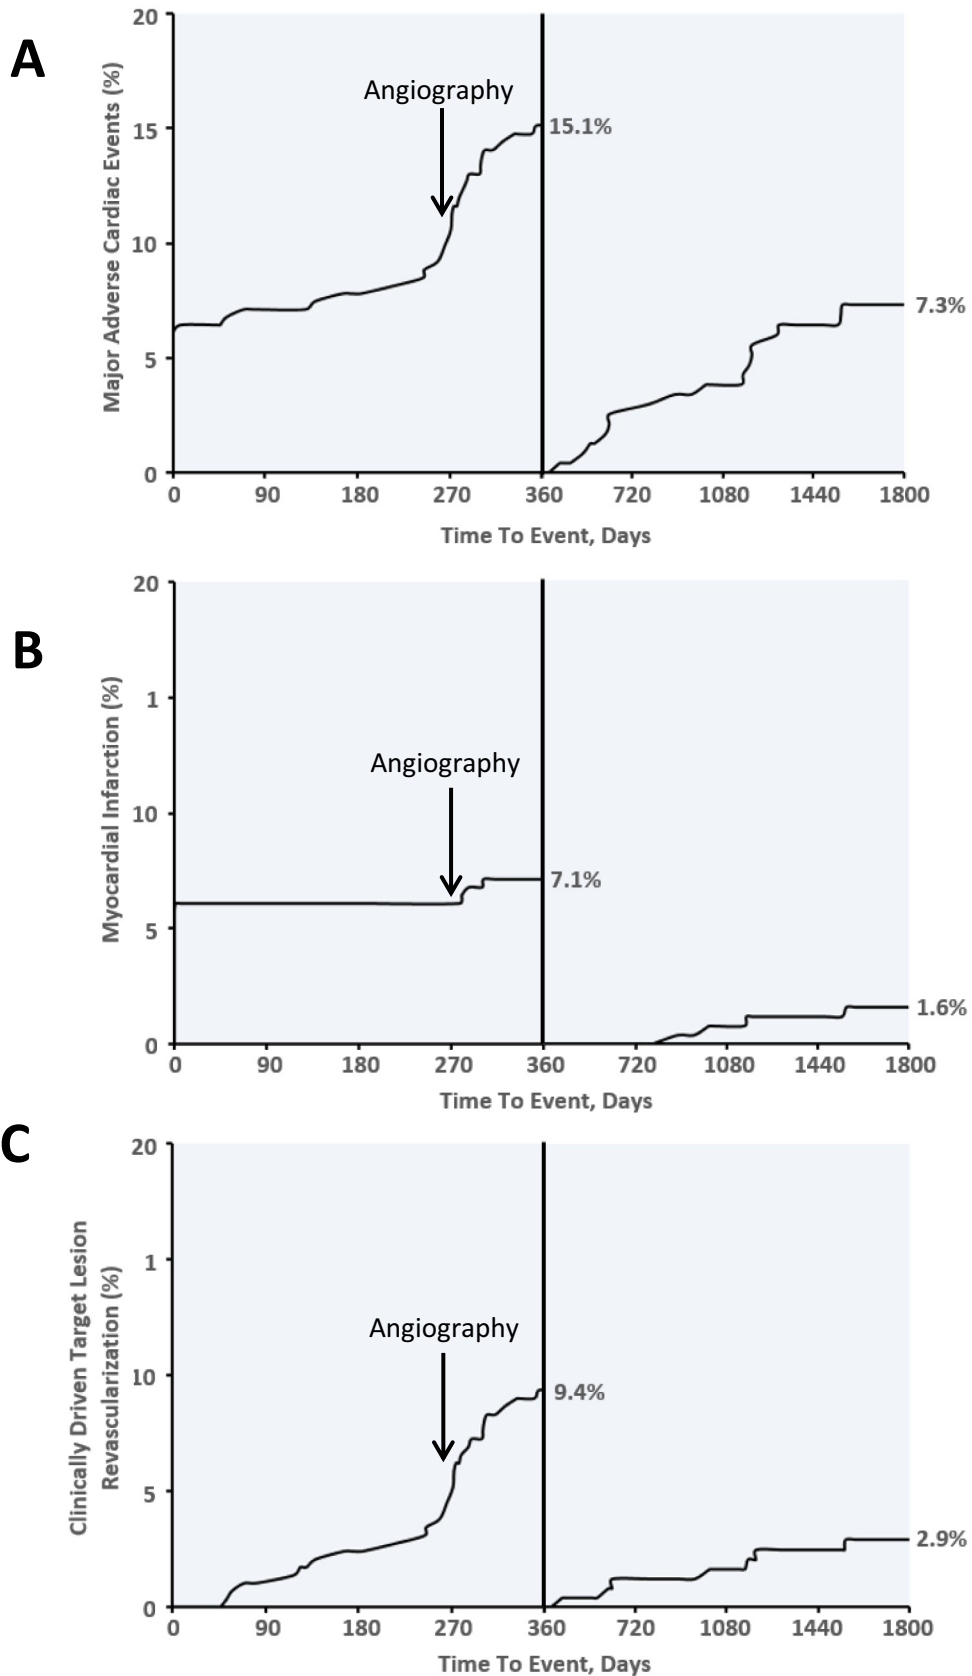 A
Major Adverse Cardiac Events (%)
20
15
10
5
0
Angiography
15.1%
7.3%
0 90 180 270 360 720 1080 1440 1800
Time To Event, Days
B
Myocardial Infarction (%)
20
1
10
5
0
Angiography
7.1%
1.6%
0 90 180 270 360 720 1080 1440 1800
Time To Event, Days
C
Clinically Driven Target Lesion
Revascularization (%)
20
1
10
5
0
Angiography
9.4%
2.9%
0 90 180 270 360 720 1080 1440 1800
Time To Event, Days